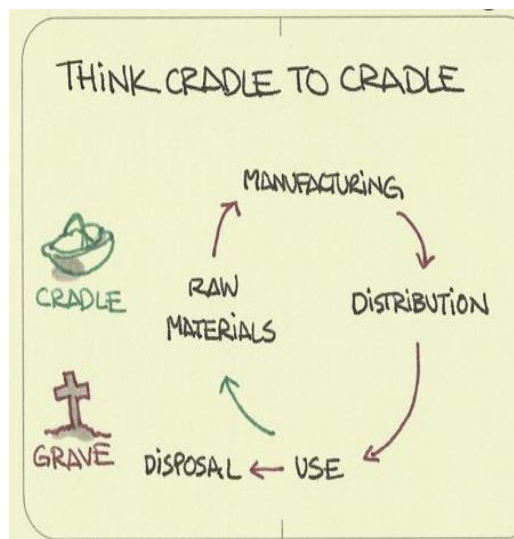 THINK CRADLE TO CRADLE
MANUFACTURING
CRADLE
RAW
MATERIALS
DISTRIBUTION
GRAVE
DISPOSAL
USE